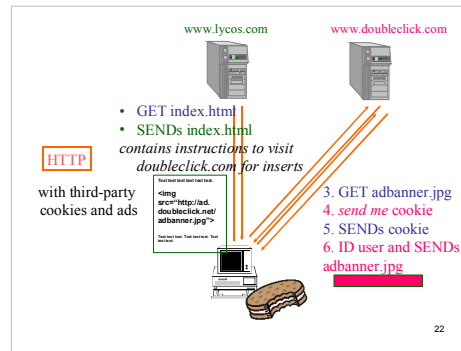 www.lycos.com
www.doubleclick.com
• GET index.html
• SENDs index.html
contains instructions to visit
doubleclick.com for inserts
HTTP
with third-party
cookies and ads
Text text text text text text.
<img
src="http://ad.
doubleclick.net/
adbanner.jpg">
Text text text. Text text text. Text
text text.
3. GET adbanner.jpg
4. send me cookie
5. SENDs cookie
6. ID user and SENDs
adbanner.jpg
22